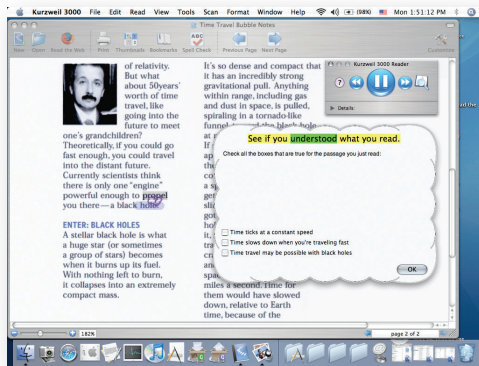 Kurzweil 3000 File Edit Read View Tools Scan Format Window Help (98%) Mon 1:51:12 PM
Time Travel Bubble Notes
New Open Read the Web Print Thumbnails Bookmarks Spell Check Previous Page Next Page Customize
ABC
of relativity.
But what
about 50years'
worth of time
travel, like
going into the
future to meet
one's grandchildren?
Theoretically, if you could go
fast enough, you could travel
into the distant future.
Currently scientists think
there is only one "engine"
powerful enough to propel
you there—a black hole.
ENTER: BLACK HOLES
A stellar black hole is what
a huge star (or sometimes
a group of stars) becomes
when it burns up its fuel.
With nothing left to burn,
it collapses into an extremely
compact mass.
It's so dense and compact that
it has an incredibly strong
gravitational pull. Anything
within range, including gas
and dust in space, is pulled,
spiraling in a tornado-like
funnel, toward the black hole
at
If
miles a second. Time for
them would have slowed
down, relative to Earth
time, because of the
Kurzweil 3000 Reader
Details:
See if you understood what you read.
Check all the boxes that are true for the passage you just read:
Time ticks at a constant speed
Time slows down when you're traveling fast
Time travel may be possible with black holes
OK
182%
page 2 of 2